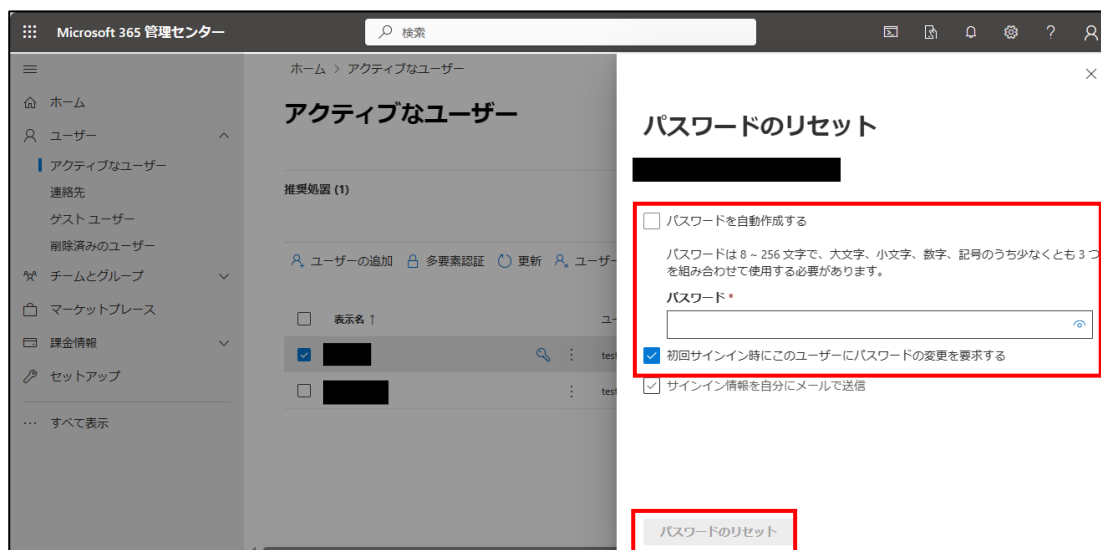 Microsoft 365 管理センター
検索
?
ホーム
ユーザー
アクティブなユーザー
連絡先
ゲスト ユーザー
削除済みのユーザー
チームとグループ
マーケットプレース
課金情報
セットアップ
… すべて表示
ホーム > アクティブなユーザー
アクティブなユーザー
推奨処置 (1)
ユーザーの追加 多要素認証 更新 ユーザー
表示名 ↑ ユー
test
test
パスワードのリセット
パスワードを自動作成する
パスワードは 8 ~ 256 文字で、大文字、小文字、数字、記号のうち少なくとも 3 つ
を組み合わせて使用する必要があります。
パスワード *
初回サインイン時にこのユーザーにパスワードの変更を要求する
サインイン情報を自分にメールで送信
パスワードのリセット